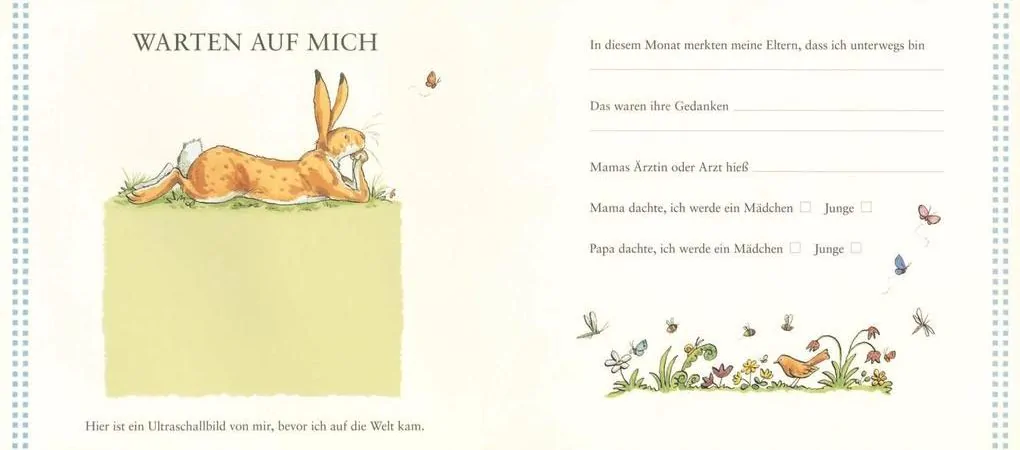 WARTEN AUF MICH
Hier ist ein Ultraschallbild von mir, bevor ich auf die Welt kam.
In diesem Monat merkten meine Eltern, dass ich unterwegs bin
Das waren ihre Gedanken
Mamas Ärztin oder Arzt hieß
Mama dachte, ich werde ein Mädchen Junge
Papa dachte, ich werde ein Mädchen Junge